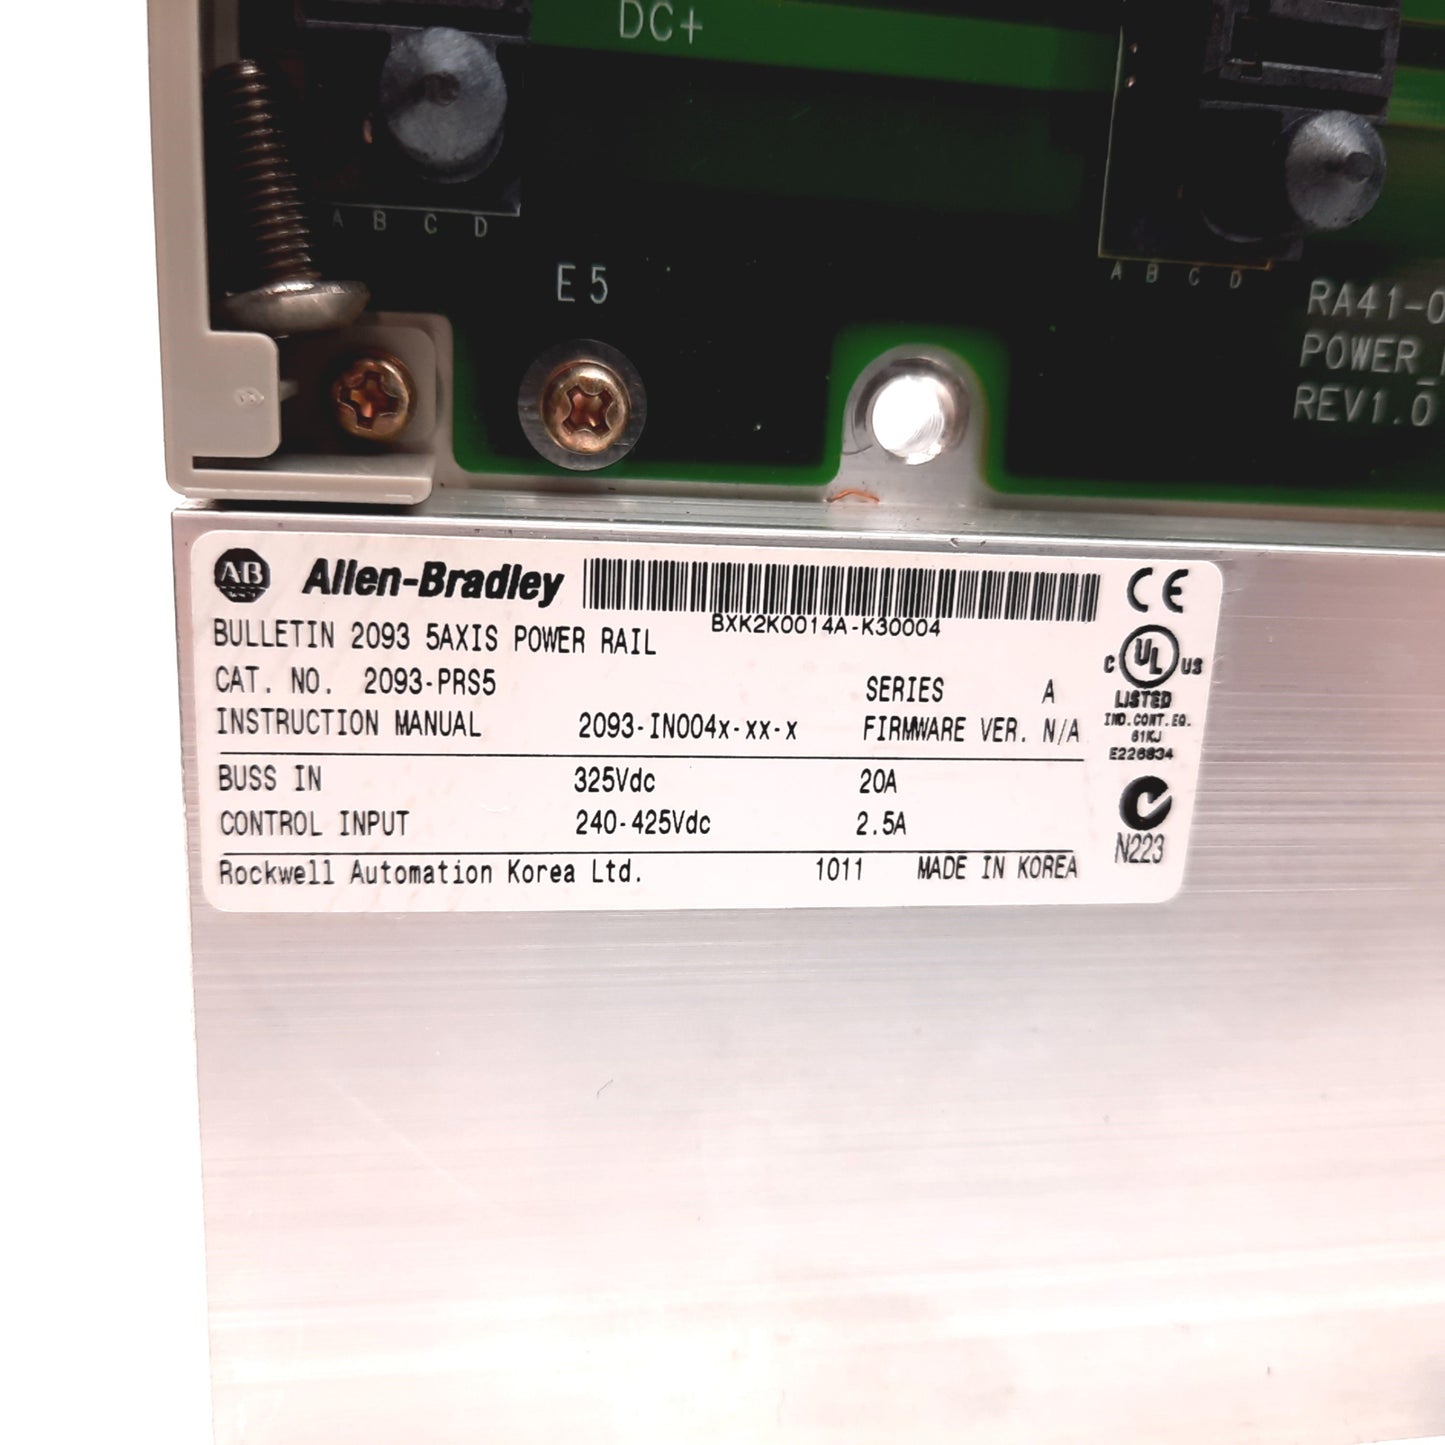 DC+
A B C D
A B C D
E5
RA41-0
POWER_
REV1.0
AB Allen-Bradley
BXK2K0014A-K30004
CE
BULLETIN 2093 5AXIS POWER RAIL
CAT. NO. 2093-PRS5
SERIES A
INSTRUCTION MANUAL 2093-IN004x-xx-x FIRMWARE VER. N/A
C UL US
LISTED
IND.CONT.EQ.
61KJ
E226834
BUSS IN 325Vdc 20A
CONTROL INPUT 240-425Vdc 2.5A
N223
Rockwell Automation Korea Ltd. 1011 MADE IN KOREA